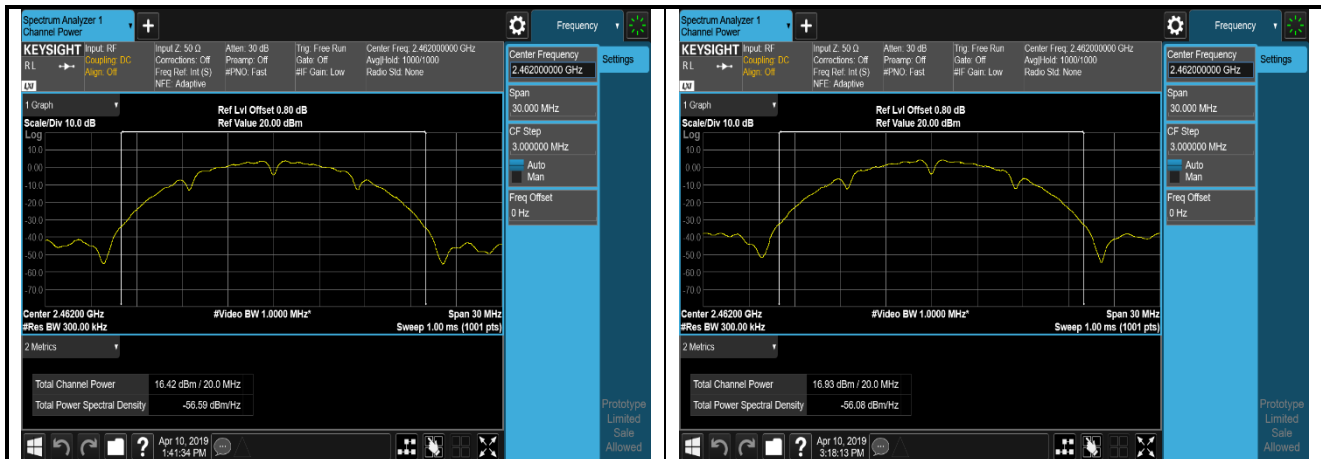 Spectrum Analyzer 1
Channel Power
Frequency
KEYSIGHT
Input: RF
Coupling: DC
Align: Off
Input Z: 50 Ω
Corrections: Off
Freq Ref: Int (S)
NFE: Adaptive
Atten: 30 dB
Preamp: Off
#PNO: Fast
Trig: Free Run
Gate: Off
#IF Gain: Low
Center Freq: 2.462000000 GHz
Avg|Hold: 1000/1000
Radio Std: None
R L
LXI
1 Graph
Scale/Div 10.0 dB
Ref Lvl Offset 0.80 dB
Ref Value 20.00 dBm
Log
10.0
0.00
-10.0
-20.0
-30.0
-40.0
-50.0
-60.0
-70.0
Center 2.46200 GHz
#Video BW 1.0000 MHz*
Span 30 MHz
#Res BW 300.00 kHz
Sweep 1.00 ms (1001 pts)
2 Metrics
Total Channel Power 16.42 dBm / 20.0 MHz
Total Power Spectral Density -56.59 dBm/Hz
Apr 10, 2019
1:41:34 PM
Center Frequency
2.462000000 GHz
Settings
Span
30.000 MHz
CF Step
3.000000 MHz
Auto
Man
Freq Offset
0 Hz
Prototype
Limited
Sale
Allowed
Spectrum Analyzer 1
Channel Power
Frequency
KEYSIGHT
Input: RF
Coupling: DC
Align: Off
Input Z: 50 Ω
Corrections: Off
Freq Ref: Int (S)
NFE: Adaptive
Atten: 30 dB
Preamp: Off
#PNO: Fast
Trig: Free Run
Gate: Off
#IF Gain: Low
Center Freq: 2.462000000 GHz
Avg|Hold: 1000/1000
Radio Std: None
R L
LXI
1 Graph
Scale/Div 10.0 dB
Ref Lvl Offset 0.80 dB
Ref Value 20.00 dBm
Log
10.0
0.00
-10.0
-20.0
-30.0
-40.0
-50.0
-60.0
-70.0
Center 2.46200 GHz
#Video BW 1.0000 MHz*
Span 30 MHz
#Res BW 300.00 kHz
Sweep 1.00 ms (1001 pts)
2 Metrics
Total Channel Power 16.93 dBm / 20.0 MHz
Total Power Spectral Density -56.08 dBm/Hz
Apr 10, 2019
3:18:13 PM
Center Frequency
2.462000000 GHz
Settings
Span
30.000 MHz
CF Step
3.000000 MHz
Auto
Man
Freq Offset
0 Hz
Prototype
Limited
Sale
Allowed